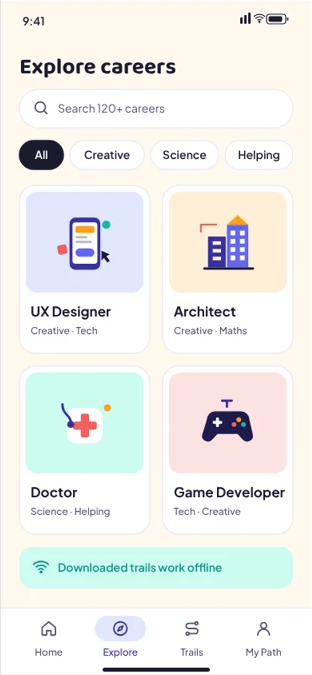 9:41
Explore careers
Search 120+ careers
All
Creative
Science
Helping
UX Designer
Creative · Tech
Architect
Creative · Maths
Doctor
Science · Helping
Game Developer
Tech · Creative
Downloaded trails work offline
Home
Explore
Trails
My Path